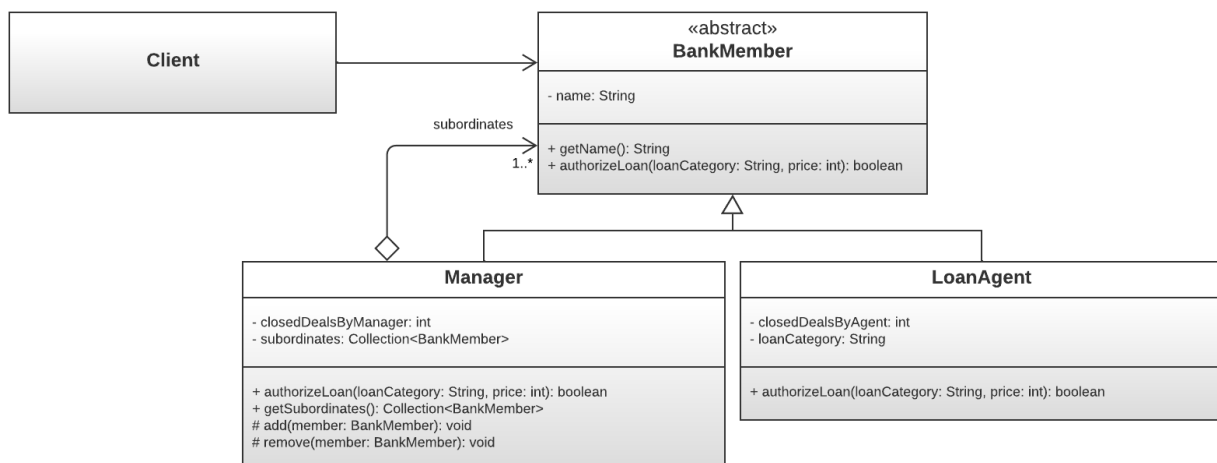 Client
«abstract»
BankMember
- name: String
+ getName(): String
+ authorizeLoan(loanCategory: String, price: int): boolean
subordinates
1..*
Manager
- closedDealsByManager: int
- subordinates: Collection<BankMember>
+ authorizeLoan(loanCategory: String, price: int): boolean
+ getSubordinates(): Collection<BankMember>
# add(member: BankMember): void
# remove(member: BankMember): void
LoanAgent
- closedDealsByAgent: int
- loanCategory: String
+ authorizeLoan(loanCategory: String, price: int): boolean